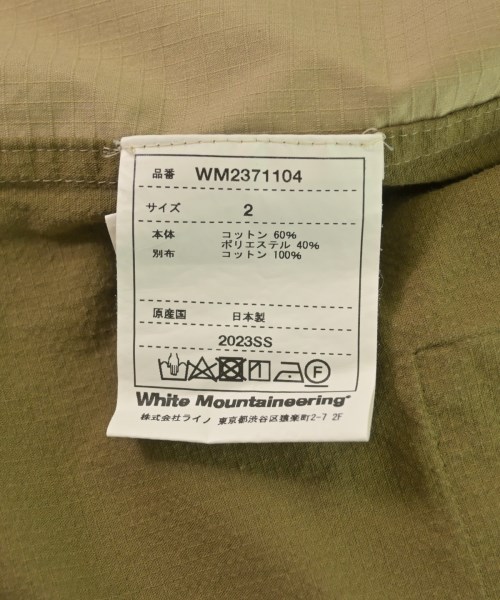 品番 WM2371104
サイズ 2
本体 コットン 60%
ポリエステル 40%
別布 コットン 100%
原産国 日本製
2023SS
F
White Mountaineering®
株式会社ライノ 東京都渋谷区猿楽町2-7 2F